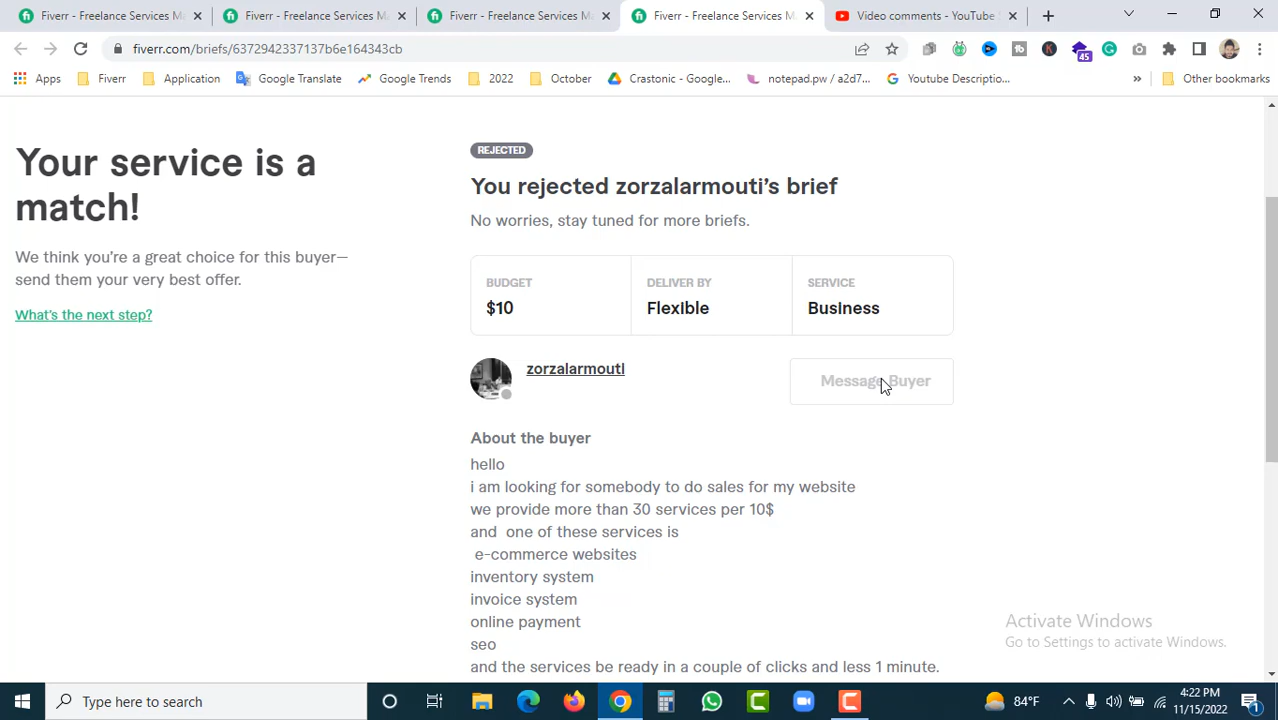 Fiverr - Freelance Services M
Fiverr - Freelance Services M
Fiverr - Freelance Services M
Fiverr - Freelance Services M
Video comments - YouTube
fiverr.com/briefs/6372942337137b6e164343cb
45
Apps
Fiverr
Application
Google Translate
Google Trends
2022
October
Crastonic - Google...
notepad.pw / a2d7...
Youtube Descriptio...
»
Other bookmarks
Your service is a
match!
We think you're a great choice for this buyer—
send them your very best offer.
What's the next step?
REJECTED
You rejected zorzalarmouti's brief
No worries, stay tuned for more briefs.
BUDGET
$10
DELIVER BY
Flexible
SERVICE
Business
zorzalarmouti
Message Buyer
About the buyer
hello
i am looking for somebody to do sales for my website
we provide more than 30 services per 10$
and one of these services is
e-commerce websites
inventory system
invoice system
online payment
seo
and the services be ready in a couple of clicks and less 1 minute.
Activate Windows
Go to Settings to activate Windows.
Type here to search
84°F
4:22 PM
11/15/2022
1